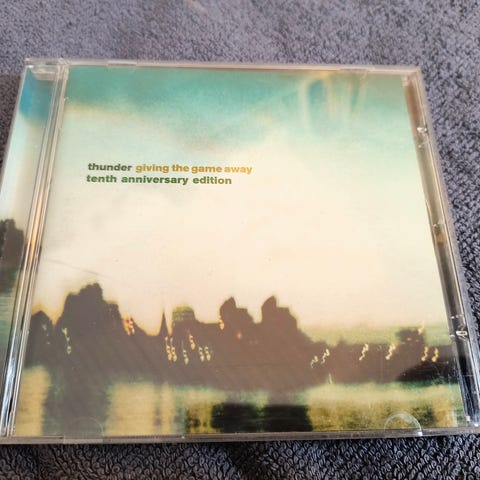 thunder giving the game away
tenth anniversary edition